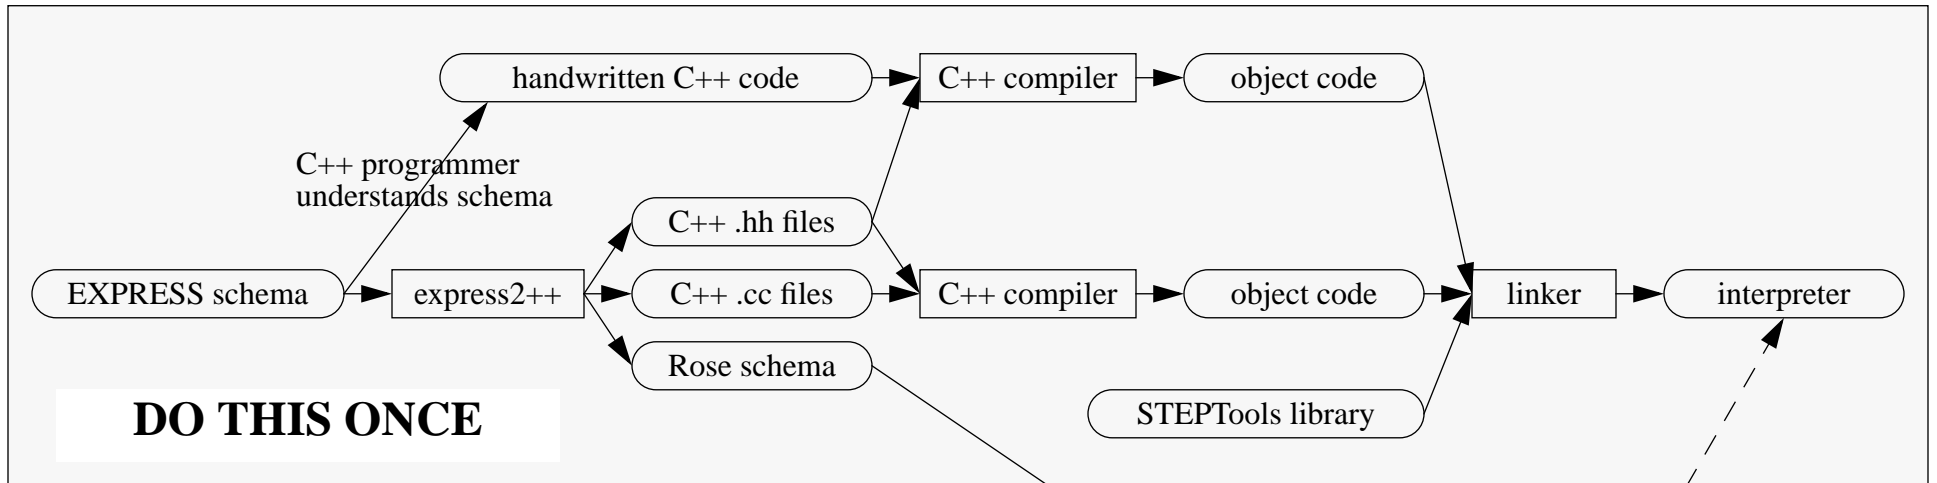 handwritten C++ code
C++ compiler
object code
C++ programmer
understands schema
C++ .hh files
EXPRESS schema
express2++
C++ .cc files
C++ compiler
object code
linker
interpreter
Rose schema
DO THIS ONCE
STEPTools library